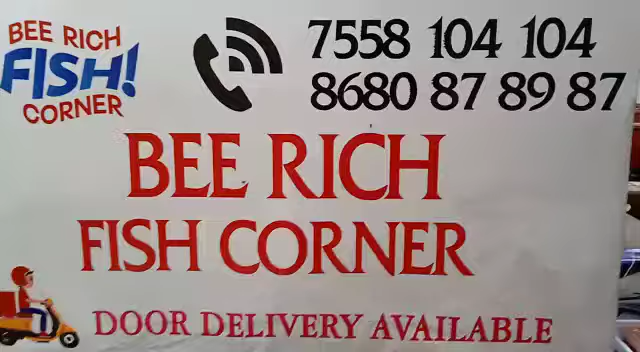 BEE RICH
FISH!
CORNER
7558 104 104
8680 87 89 87
BEE RICH
FISH CORNER
DOOR DELIVERY AVAILABLE